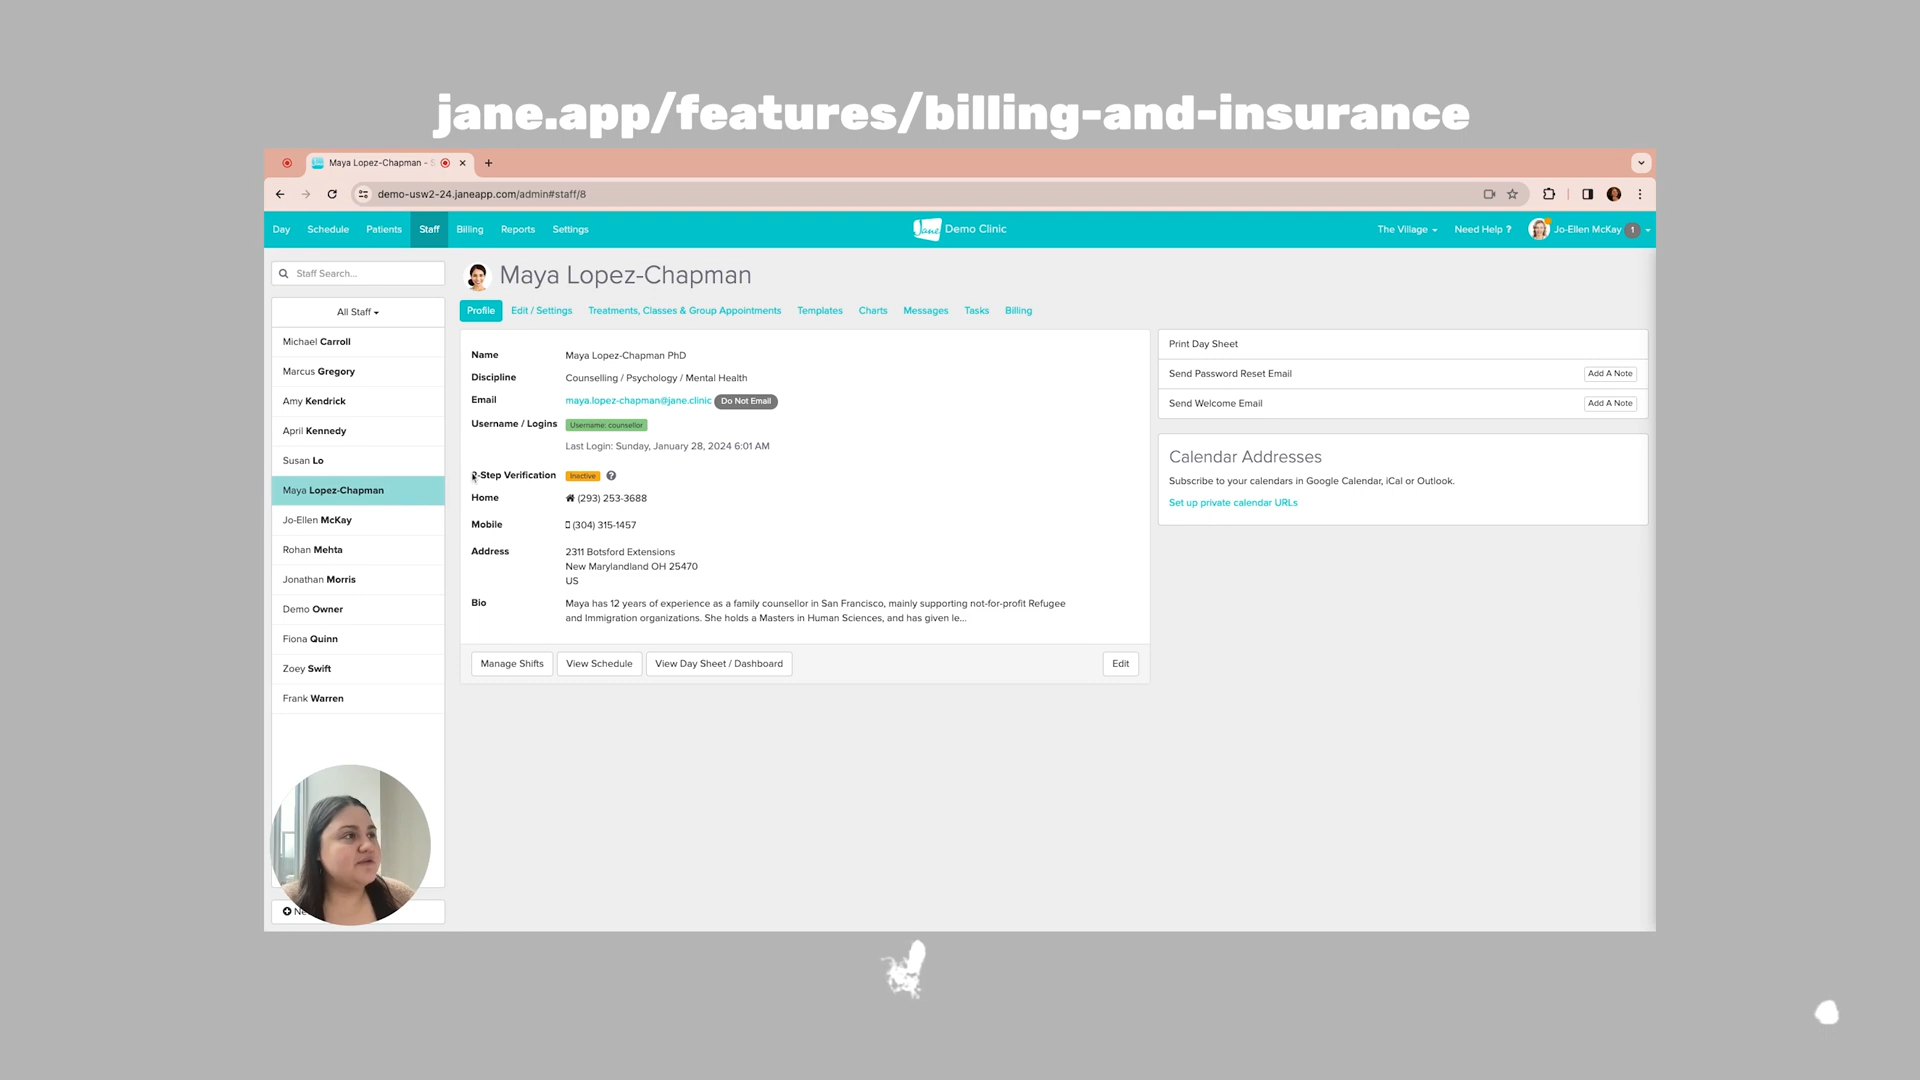 jane.app/features/billing-and-insurance
Maya Lopez-Chapman - S
demo-usw2-24.janeapp.com/admin#staff/8
Day Schedule Patients Staff Billing Reports Settings
Jane Demo Clinic
The Village Need Help ? Jo-Ellen McKay 1
Staff Search...
All Staff
Michael Carroll
Marcus Gregory
Amy Kendrick
April Kennedy
Susan Lo
Maya Lopez-Chapman
Jo-Ellen McKay
Rohan Mehta
Jonathan Morris
Demo Owner
Fiona Quinn
Zoey Swift
Frank Warren
Maya Lopez-Chapman
Profile Edit / Settings Treatments, Classes & Group Appointments Templates Charts Messages Tasks Billing
Name Maya Lopez-Chapman PhD
Discipline Counselling / Psychology / Mental Health
Email maya.lopez-chapman@jane.clinic Do Not Email
Username / Logins Username: counsellor
Last Login: Sunday, January 28, 2024 6:01 AM
2-Step Verification Inactive ?
Home (293) 253-3688
Mobile (304) 315-1457
Address 2311 Botsford Extensions
New Marylandland OH 25470
US
Bio Maya has 12 years of experience as a family counsellor in San Francisco, mainly supporting not-for-profit Refugee
and Immigration organizations. She holds a Masters in Human Sciences, and has given le...
Manage Shifts View Schedule View Day Sheet / Dashboard Edit
Print Day Sheet
Send Password Reset Email Add A Note
Send Welcome Email Add A Note
Calendar Addresses
Subscribe to your calendars in Google Calendar, iCal or Outlook.
Set up private calendar URLs